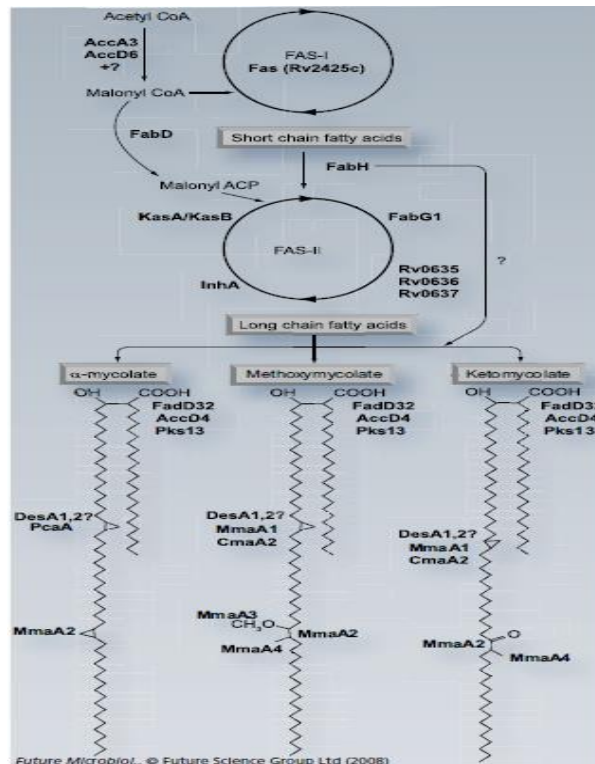 Acetyl CoA
AccA3
AccD6
+?
FAS-I
Fas (Rv2425c)
Malonyl CoA
FabD
Short chain fatty acids
FabH
Malonyl ACP
KasA/KasB
FabG1
FAS-II
?
InhA
Rv0635
Rv0636
Rv0637
Long chain fatty acids
α-mycolate
Methoxymycolate
Ketomycolate
OH COOH
OH COOH
OH COOH
FadD32
AccD4
Pks13
FadD32
AccD4
Pks13
FadD32
AccD4
Pks13
DesA1,2?
PcaA
DesA1,2?
MmaA1
CmaA2
DesA1,2?
MmaA1
CmaA2
MmaA2
MmaA3
CH3O
MmaA2
MmaA4
MmaA2
O
MmaA4
Future Microbiol. © Future Science Group Ltd (2008)